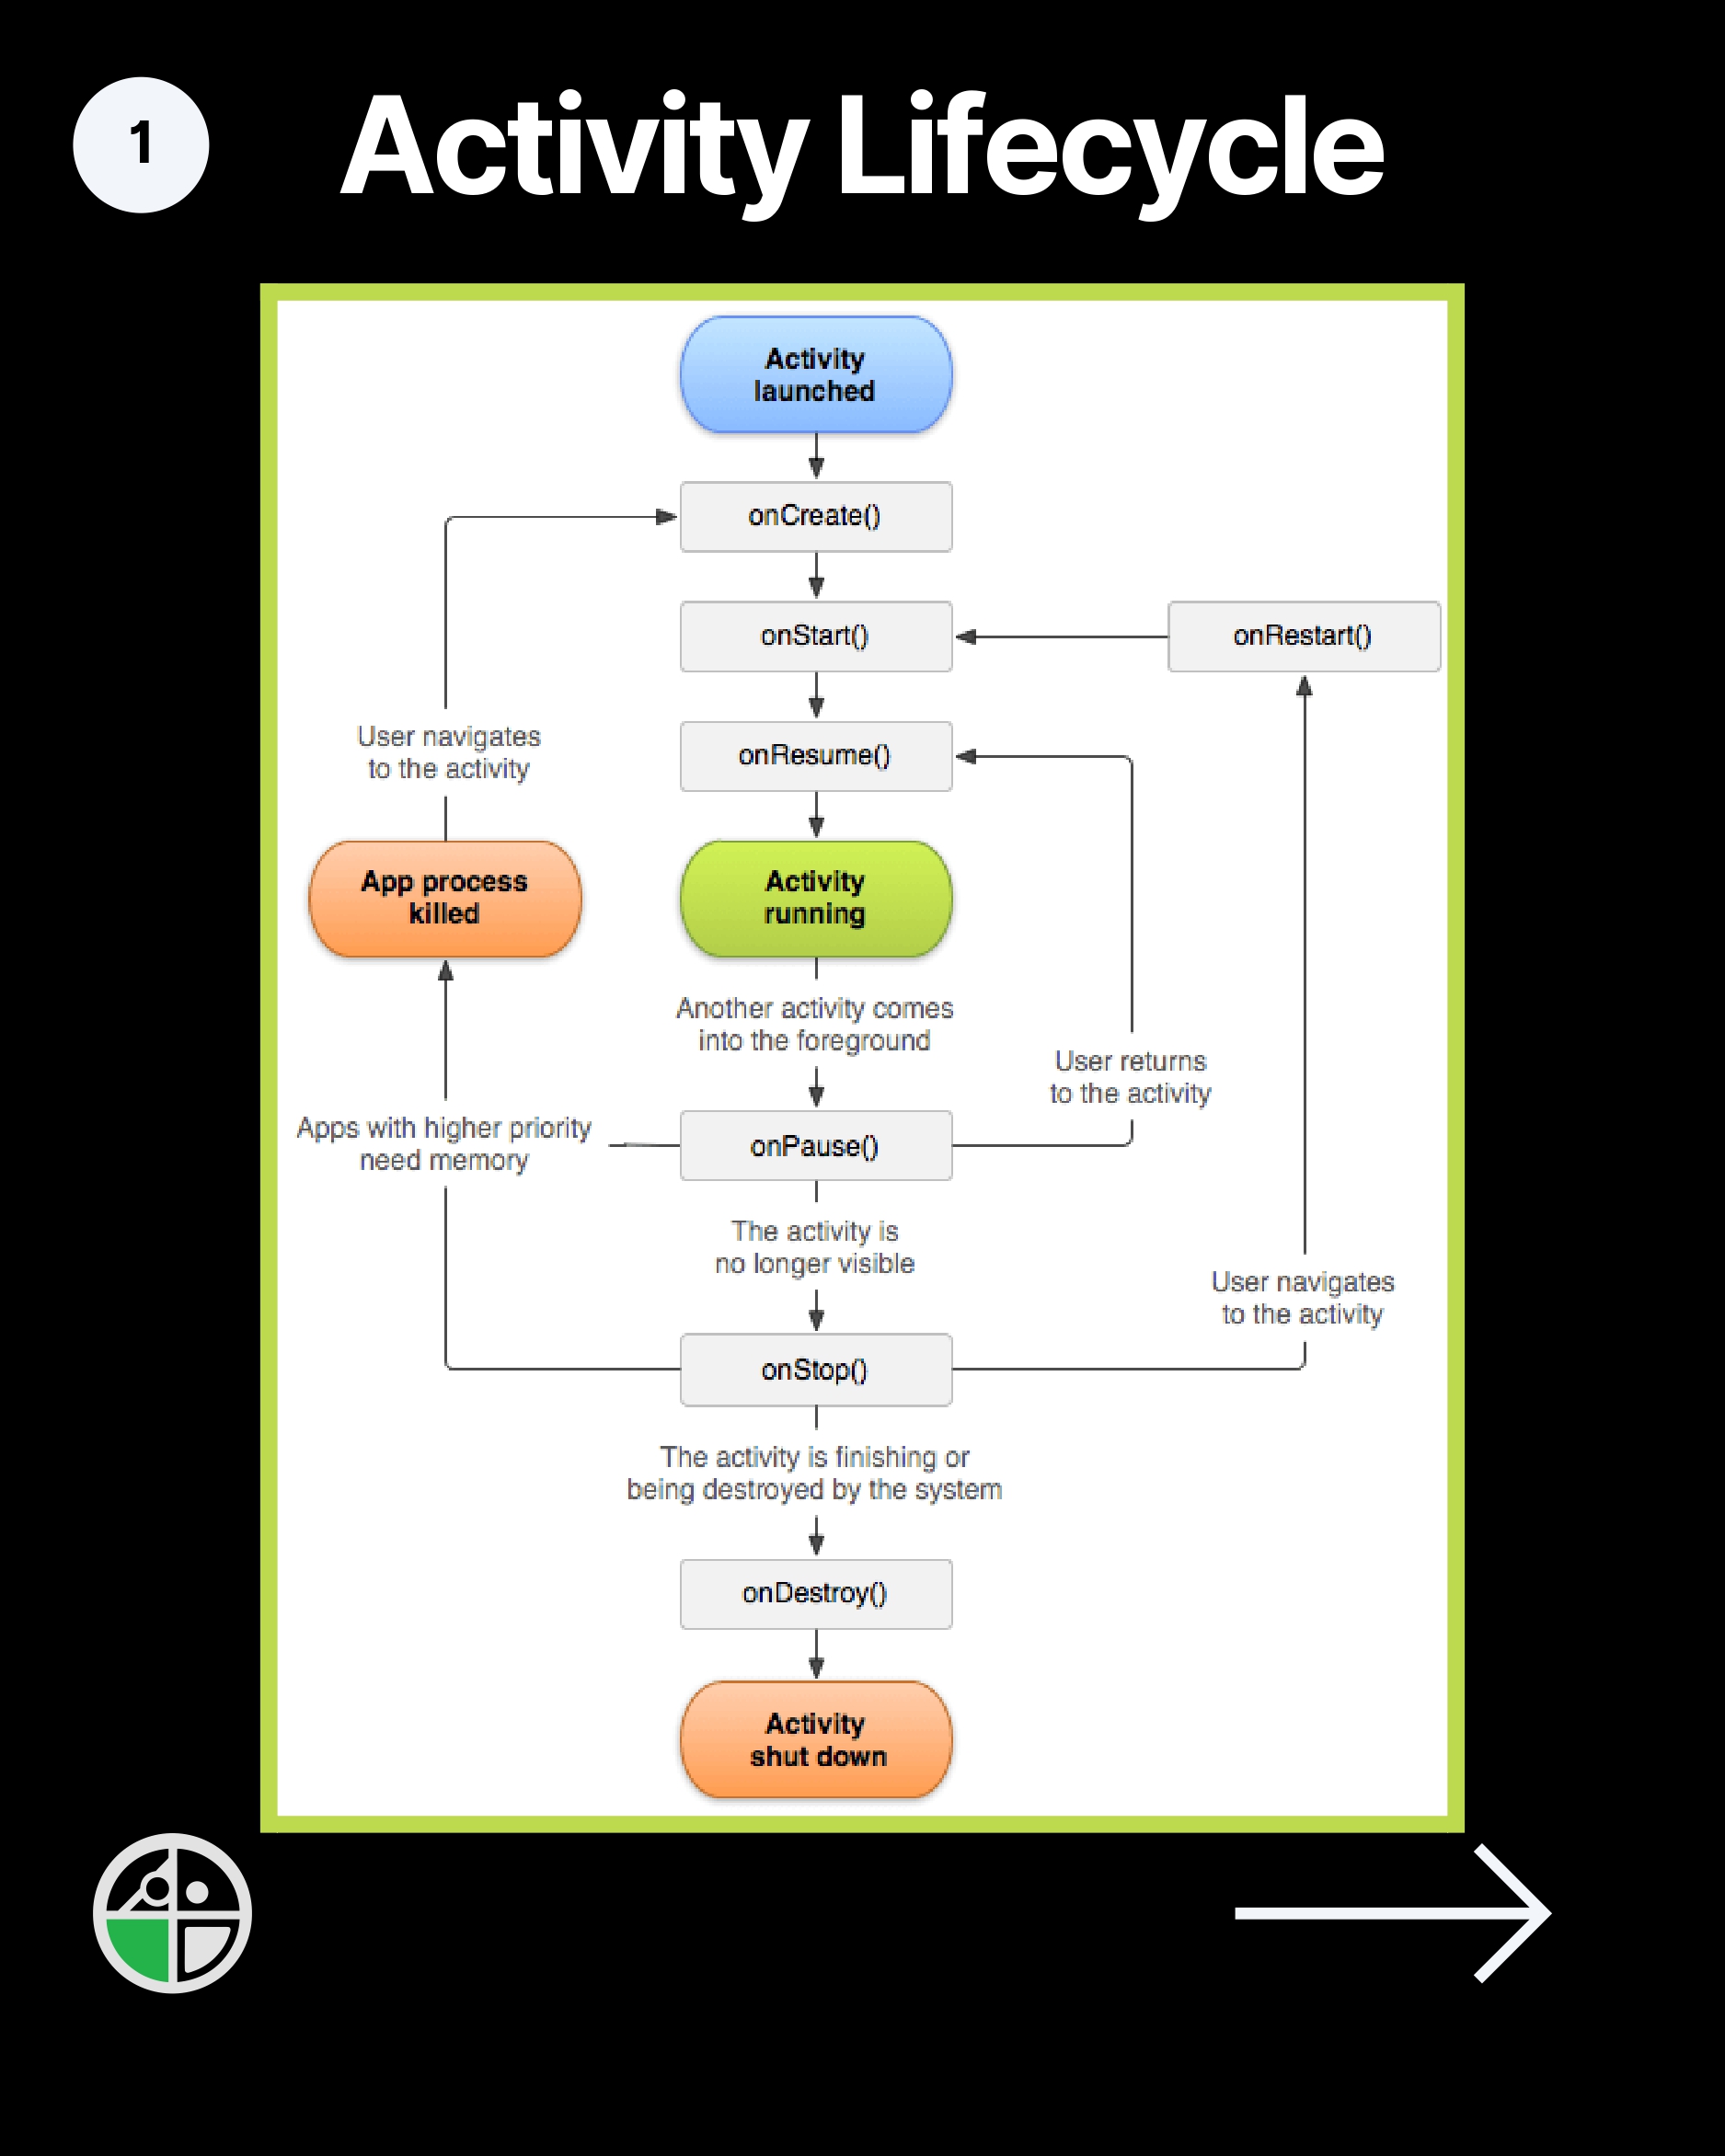 1
Activity Lifecycle
Activity
launched
onCreate()
onStart()
onRestart()
onResume()
User navigates
to the activity
App process
killed
Activity
running
Another activity comes
into the foreground
User returns
to the activity
Apps with higher priority
need memory
onPause()
The activity is
no longer visible
User navigates
to the activity
onStop()
The activity is finishing or
being destroyed by the system
onDestroy()
Activity
shut down